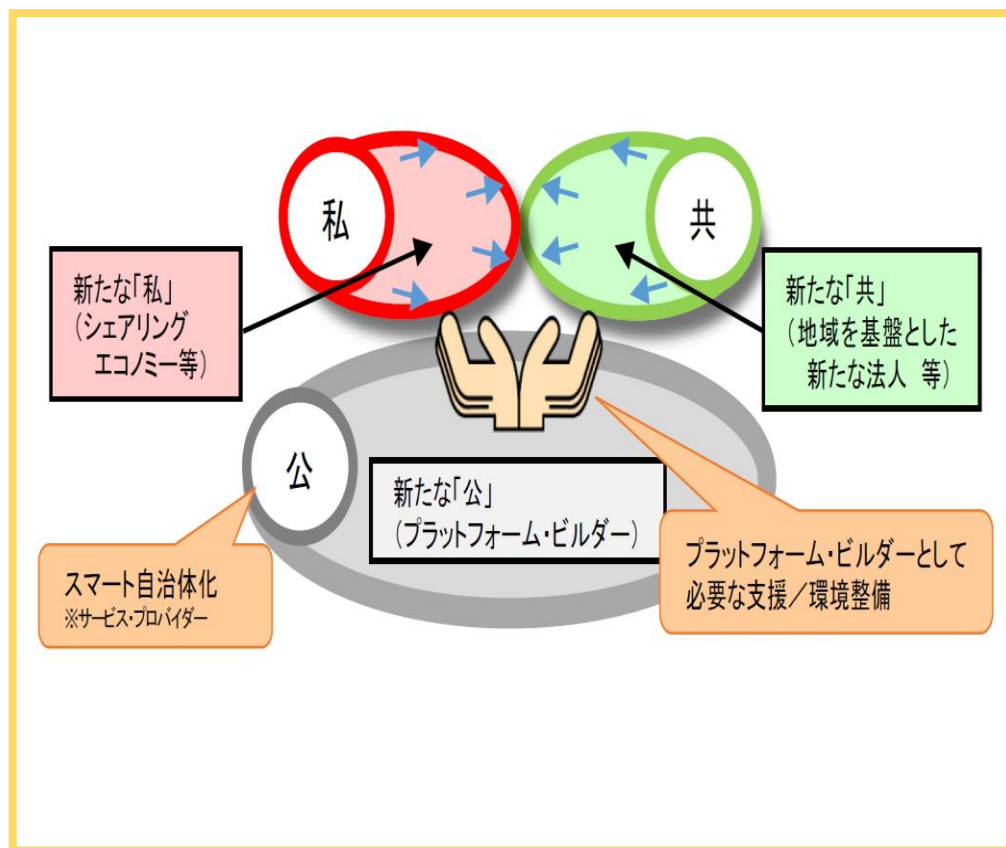 私
共
新たな「私」
（シェアリング
エコノミー等）
新たな「共」
（地域を基盤とした
新たな法人 等）
公
新たな「公」
（プラットフォーム・ビルダー）
スマート自治体化
※サービス・プロバイダー
プラットフォーム・ビルダーとして
必要な支援／環境整備